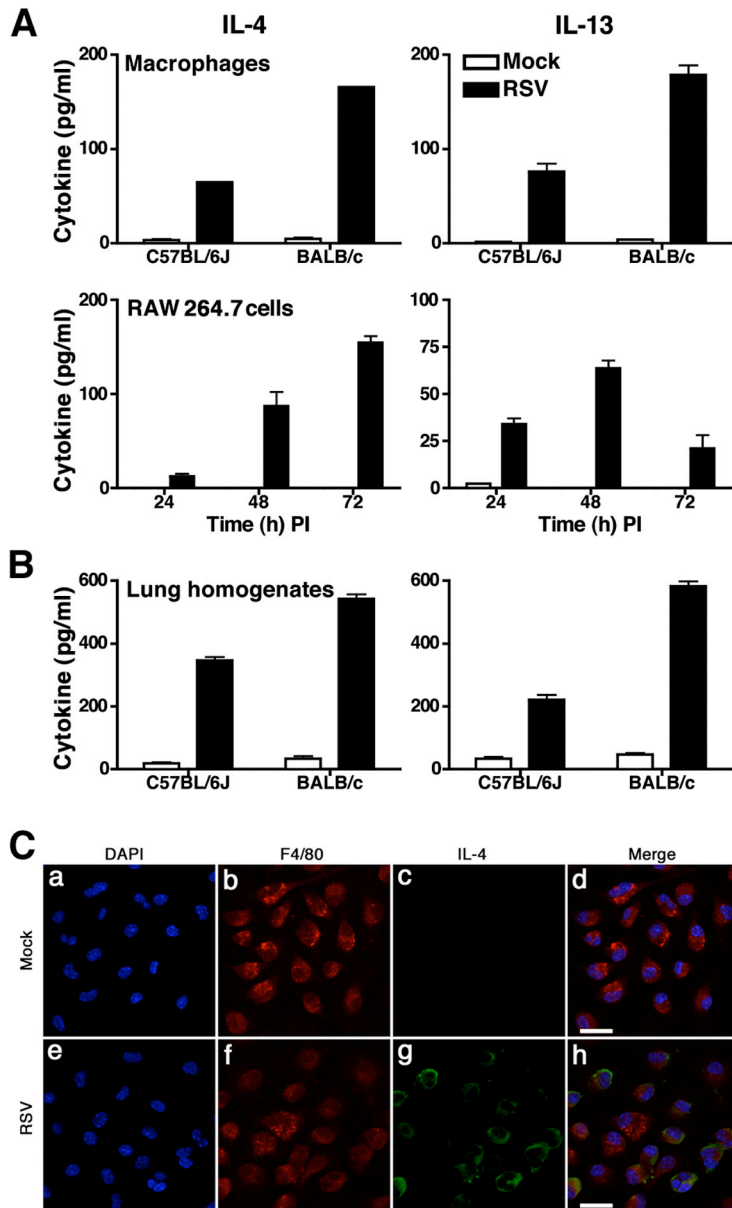 A
IL-4
IL-13
Macrophages
Mock
RSV
Cytokine (pg/ml)
200
100
0
C57BL/6J
BALB/c
200
100
0
C57BL/6J
BALB/c
RAW 264.7 cells
Cytokine (pg/ml)
200
100
0
24
48
72
Time (h) PI
100
75
50
25
0
24
48
72
Time (h) PI
B
Lung homogenates
Cytokine (pg/ml)
600
400
200
0
C57BL/6J
BALB/c
600
400
200
0
C57BL/6J
BALB/c
C
DAPI
F4/80
IL-4
Merge
Mock
a
b
c
d
RSV
e
f
g
h